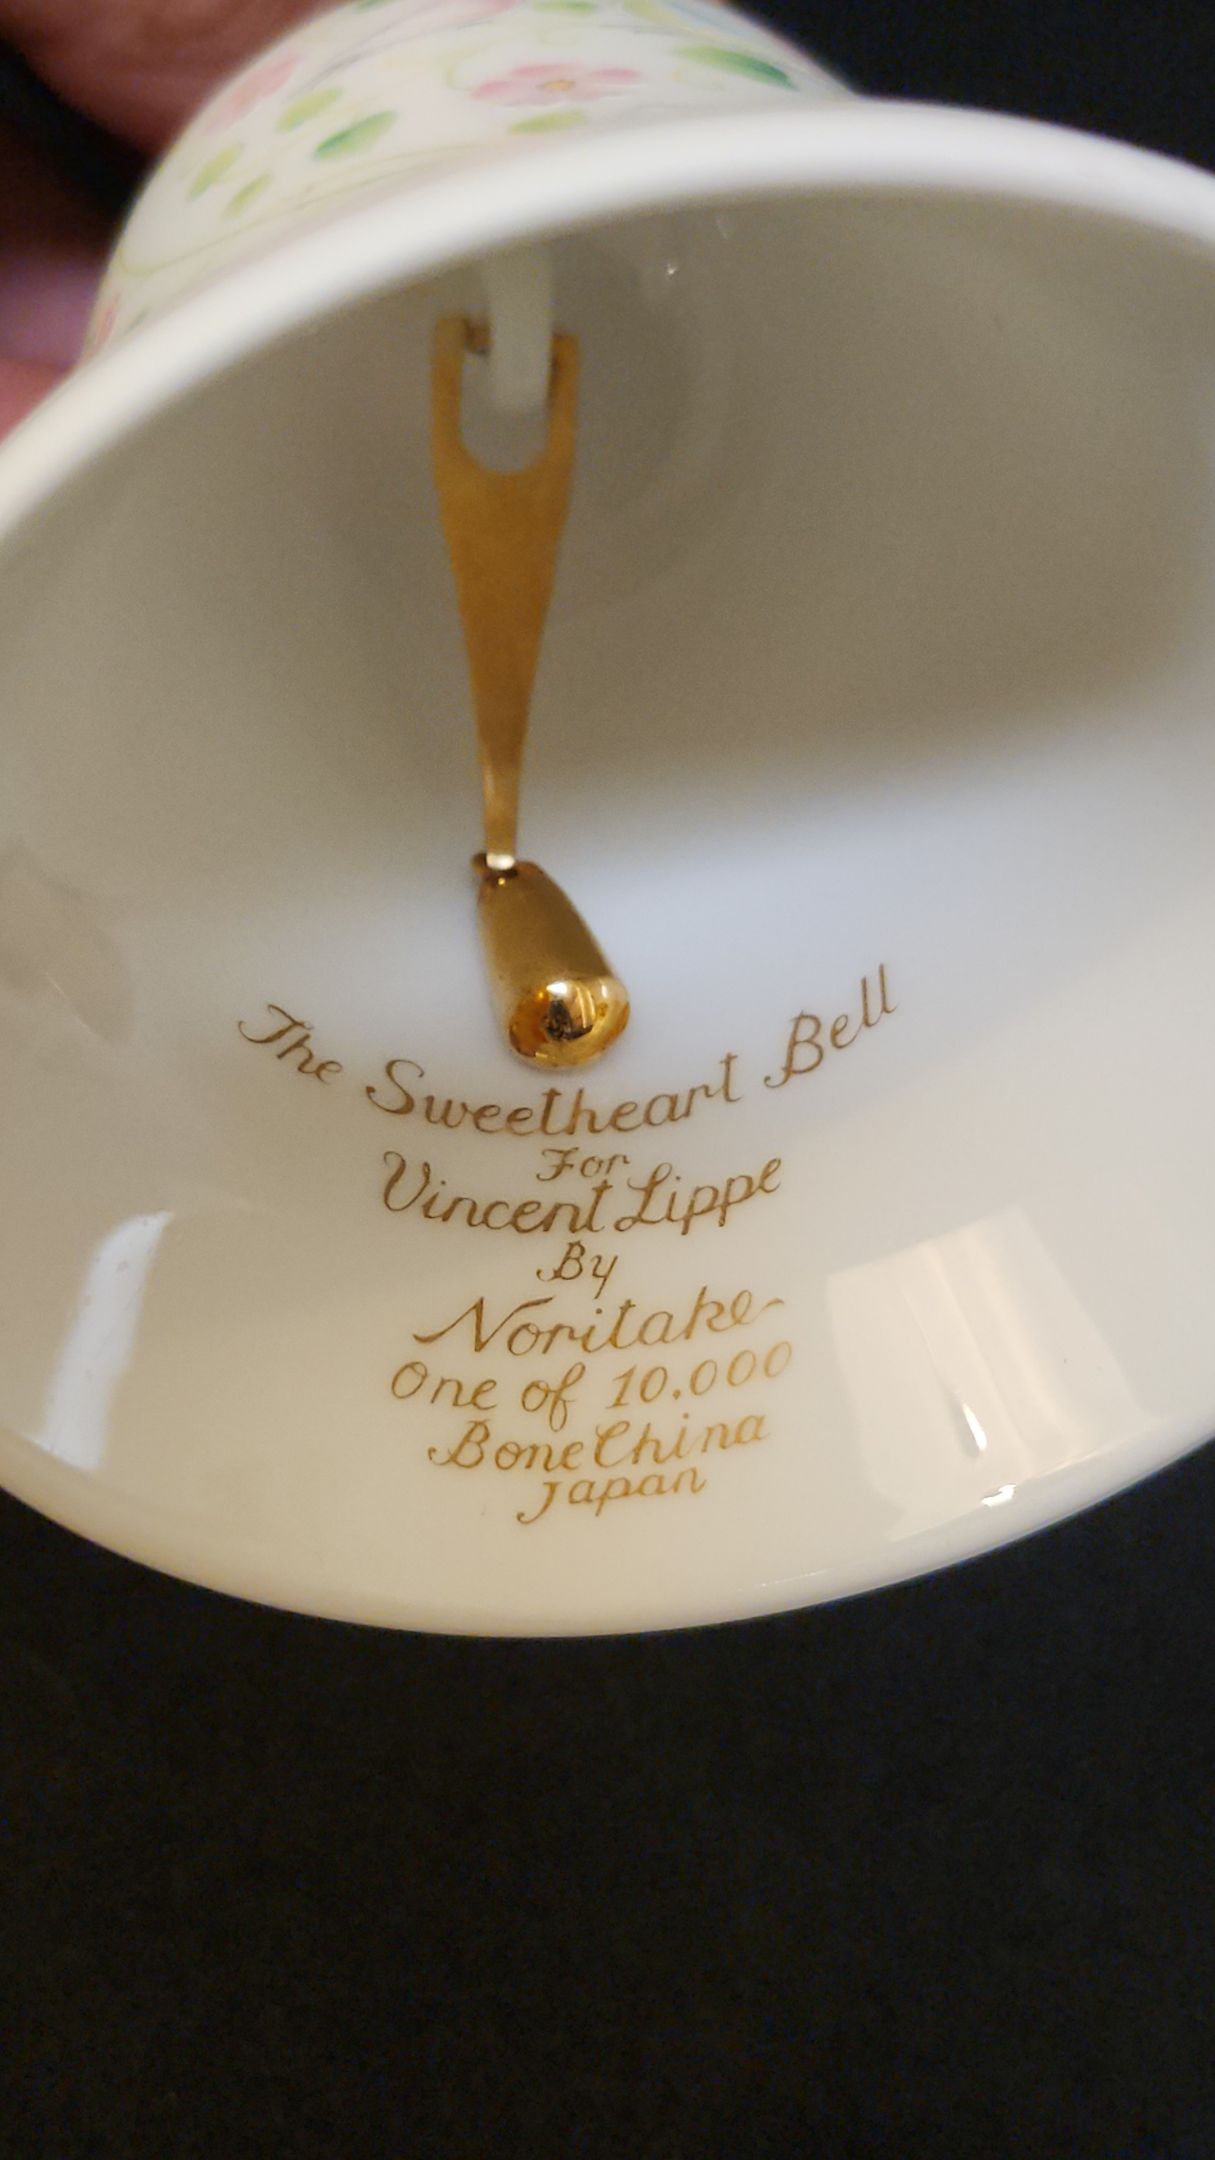 The Sweetheart Bell
For
Vincent Lippe
By
Noritake
One of 10.000
Bone China
Japan